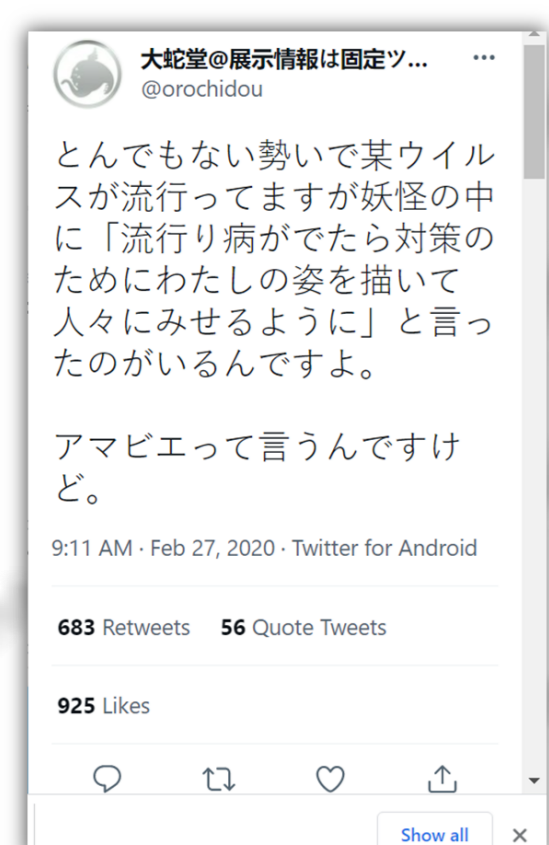 大蛇堂@展示情報は固定ツ...
@orochidou
とんでもない勢いで某ウイル
スが流行ってますが妖怪の中
に「流行り病がでたら対策の
ためにわたしの姿を描いて
人々にみせるように」と言っ
たのがいるんですよ。
アマビエって言うんですけ
ど。
9:11 AM · Feb 27, 2020 · Twitter for Android
683 Retweets 56 Quote Tweets
925 Likes
Show all